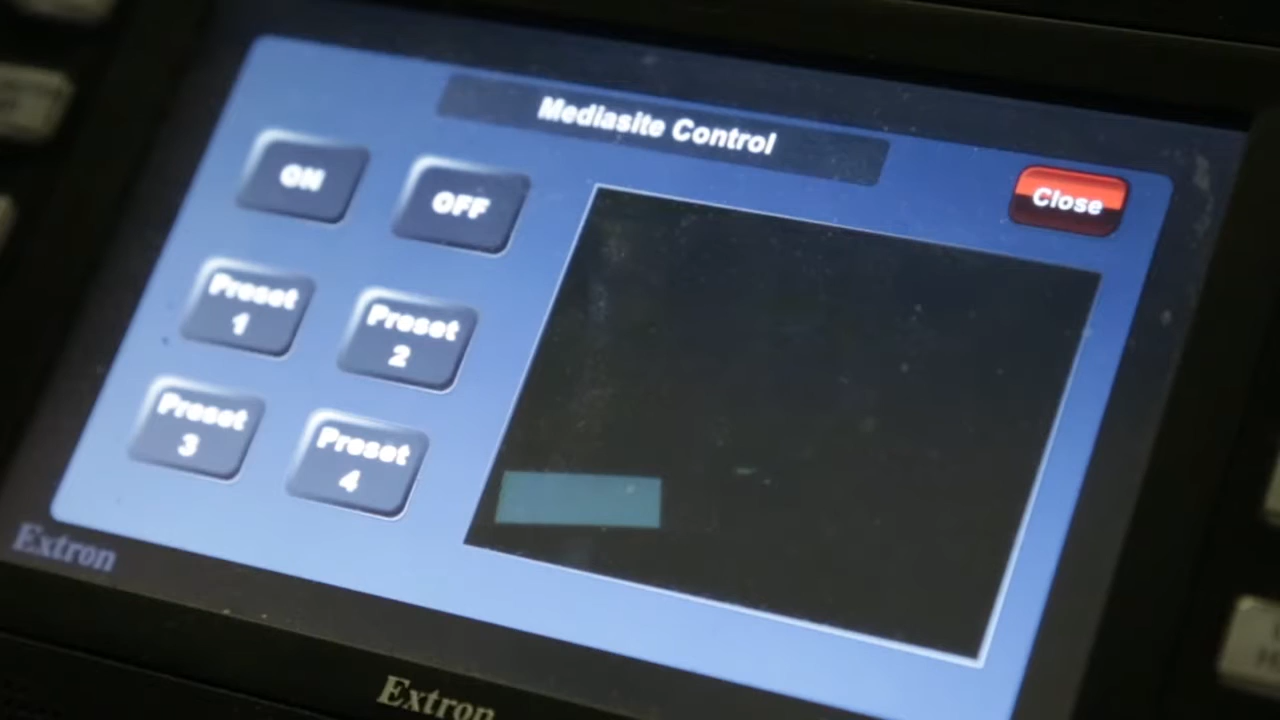 Mediasite Control
Close
ON
OFF
Preset
1
Preset
2
Preset
3
Preset
4
Extron
Extron